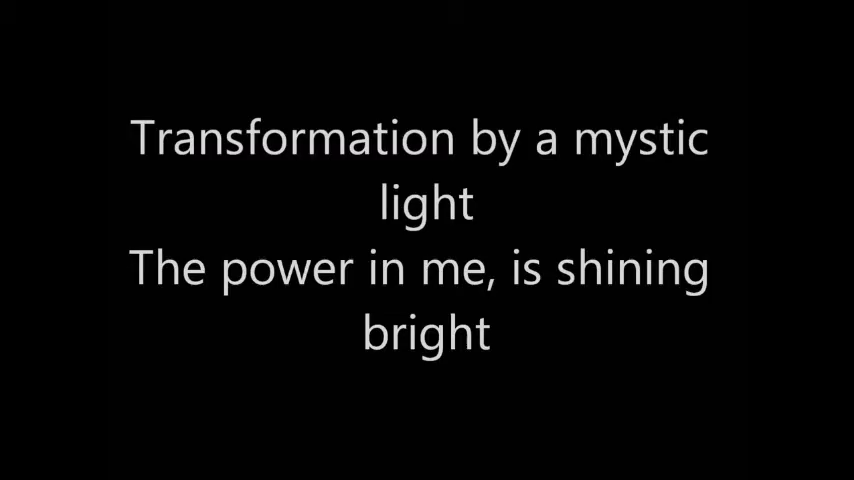 Transformation by a mystic
light
The power in me, is shining
bright